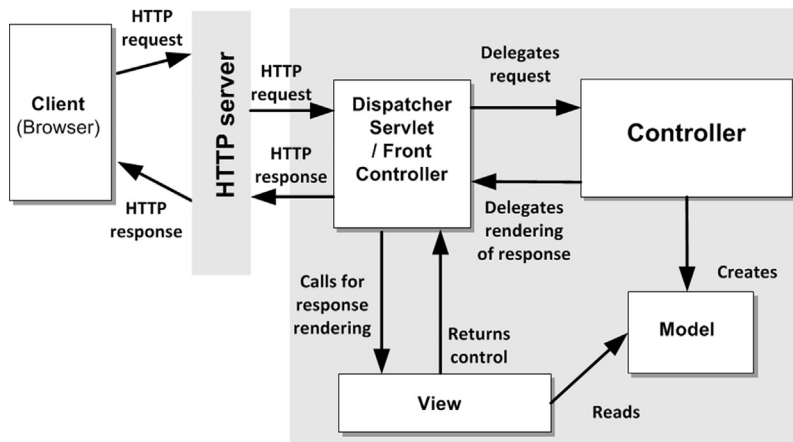 HTTP
request
Client
(Browser)
HTTP
response
HTTP server
HTTP
request
HTTP
response
Dispatcher
Servlet
/ Front
Controller
Delegates
request
Controller
Delegates
rendering
of response
Creates
Model
Calls for
response
rendering
Returns
control
View
Reads